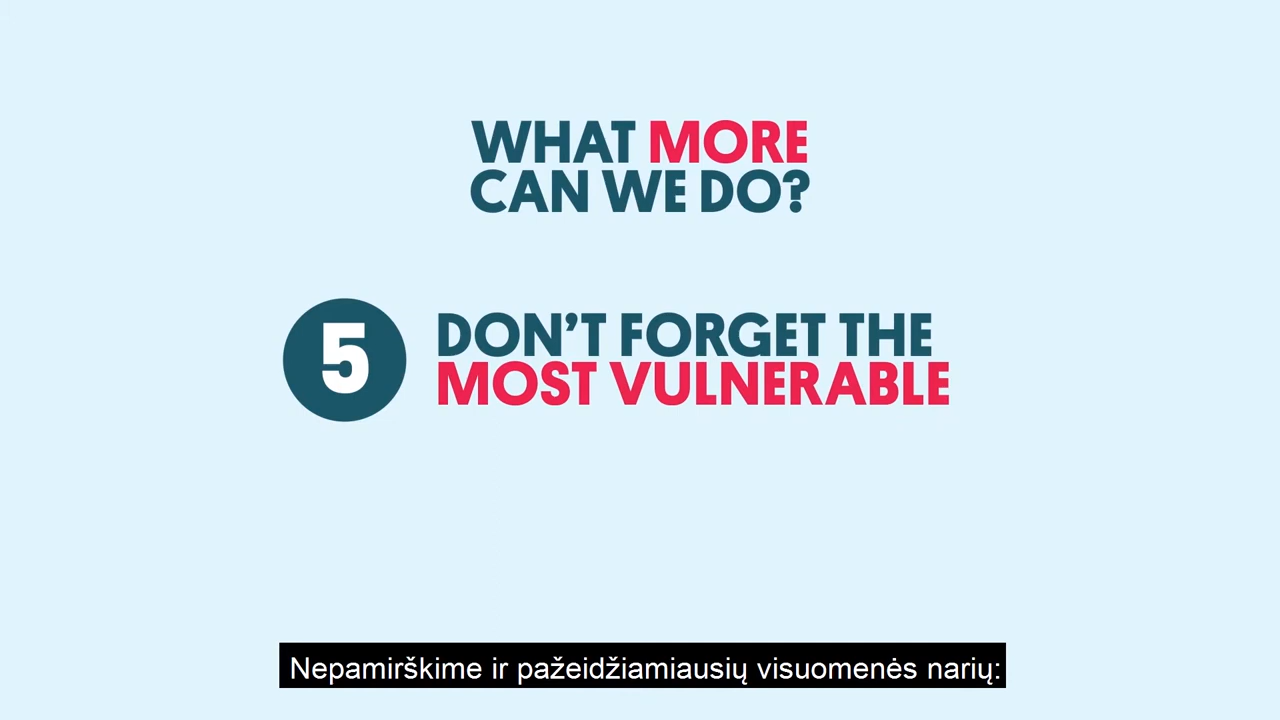 WHAT MORE
CAN WE DO?
5
DON'T FORGET THE
MOST VULNERABLE
Nepamirškime ir pažeidžiamiausių visuomenės narių: